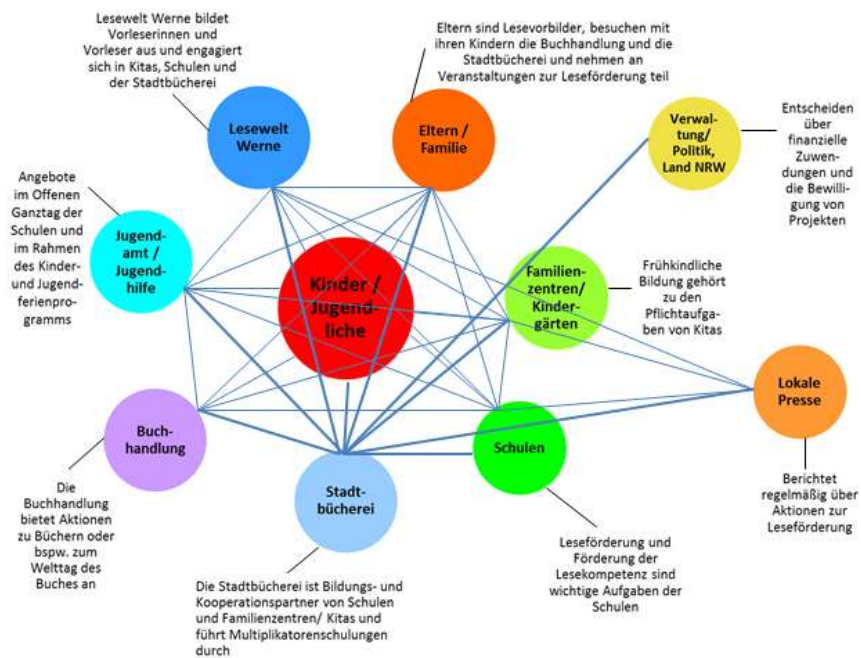 Lesewelt Werne bildet
Vorleserinnen und
Vorleser aus und engagiert
sich in Kitas, Schulen und
der Stadtbücherei
Eltern sind Lesevorbilder, besuchen mit
ihren Kindern die Buchhandlung und die
Stadtbücherei und nehmen an
Veranstaltungen zur Leseförderung teil
Lesewelt
Werne
Eltern /
Familie
Verwal-
tung/
Politik,
Land NRW
Entscheiden
über
finanzielle
Zuwen-
dungen und
die Bewilli-
gung von
Projekten
Angebote
im Offenen
Ganztag der
Schulen und
im Rahmen
des Kinder-
und Jugend-
ferienpro-
gramms
Jugend-
amt /
Jugend-
hilfe
Kinder /
Jugend-
liche
Familien-
zentren/
Kinder-
gärten
Frühkindliche
Bildung gehört
zu den
Pflichtaufga-
ben von Kitas
Lokale
Presse
Buch-
handlung
Stadt-
bücherei
Schulen
Berichtet
regelmäßig über
Aktionen zur
Leseförderung
Die
Buchhandlung
bietet Aktionen
zu Büchern oder
bspw. zum
Welttag des
Buches an
Die Stadtbücherei ist Bildungs- und
Kooperationspartner von Schulen
und Familienzentren/ Kitas und
führt Multiplikatorenschulungen
durch
Leseförderung und
Förderung der
Lesekompetenz sind
wichtige Aufgaben der
Schulen